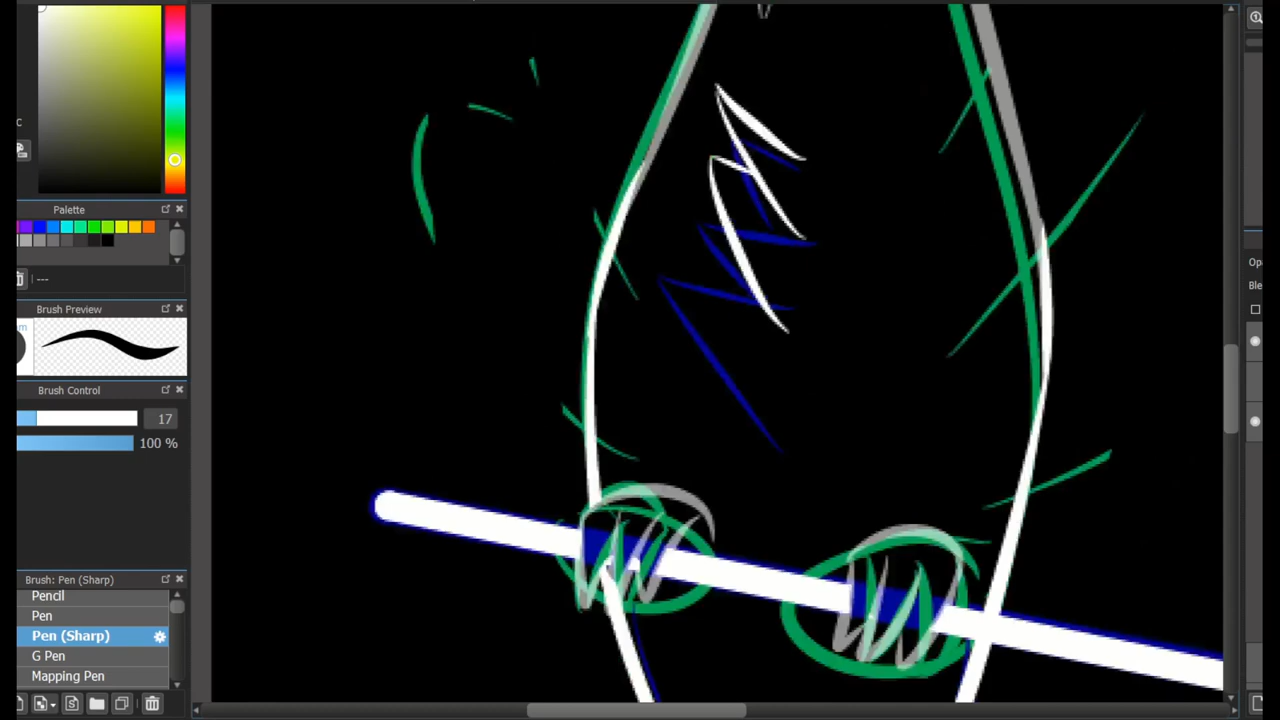 Palette
---
Brush Preview
Brush Control
17
100 %
Brush: Pen (Sharp)
Pencil
Pen
Pen (Sharp)
G Pen
Mapping Pen